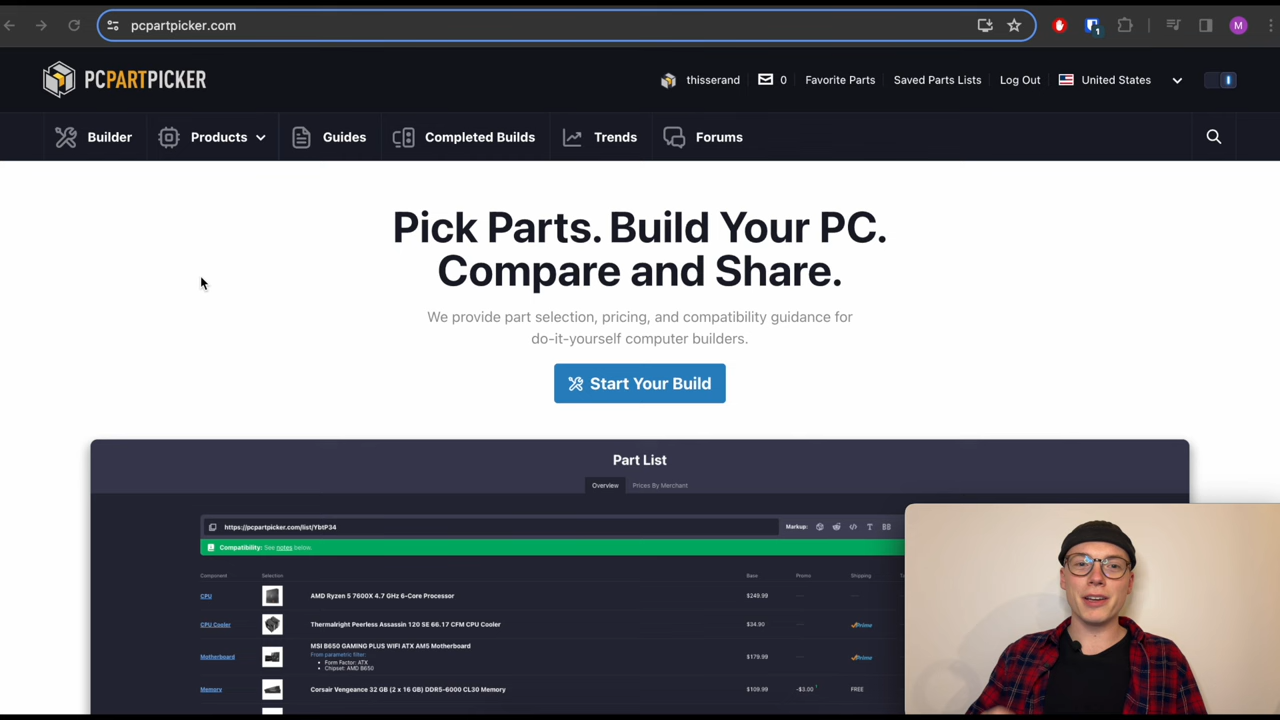 pcpartpicker.com
1
M
PCPARTPICKER
thisserand
0
Favorite Parts
Saved Parts Lists
Log Out
United States
Builder
Products
Guides
Completed Builds
Trends
Forums
Pick Parts. Build Your PC.
Compare and Share.
We provide part selection, pricing, and compatibility guidance for
do-it-yourself computer builders.
Start Your Build
Part List
Overview
Prices By Merchant
https://pcpartpicker.com/list/YbtP34
Markup:
Compatibility: See notes below.
Component
Selection
Base
Promo
Shipping
CPU
AMD Ryzen 5 7600X 4.7 GHz 6-Core Processor
$249.99
CPU Cooler
Thermalright Peerless Assassin 120 SE 66.17 CFM CPU Cooler
$34.90
Prime
Motherboard
MSI B650 GAMING PLUS WIFI ATX AM5 Motherboard
From parametric filter:
• Form Factor: ATX
• Chipset: AMD B650
$179.99
Prime
Memory
Corsair Vengeance 32 GB (2 x 16 GB) DDR5-6000 CL30 Memory
$109.99
-$3.00
FREE